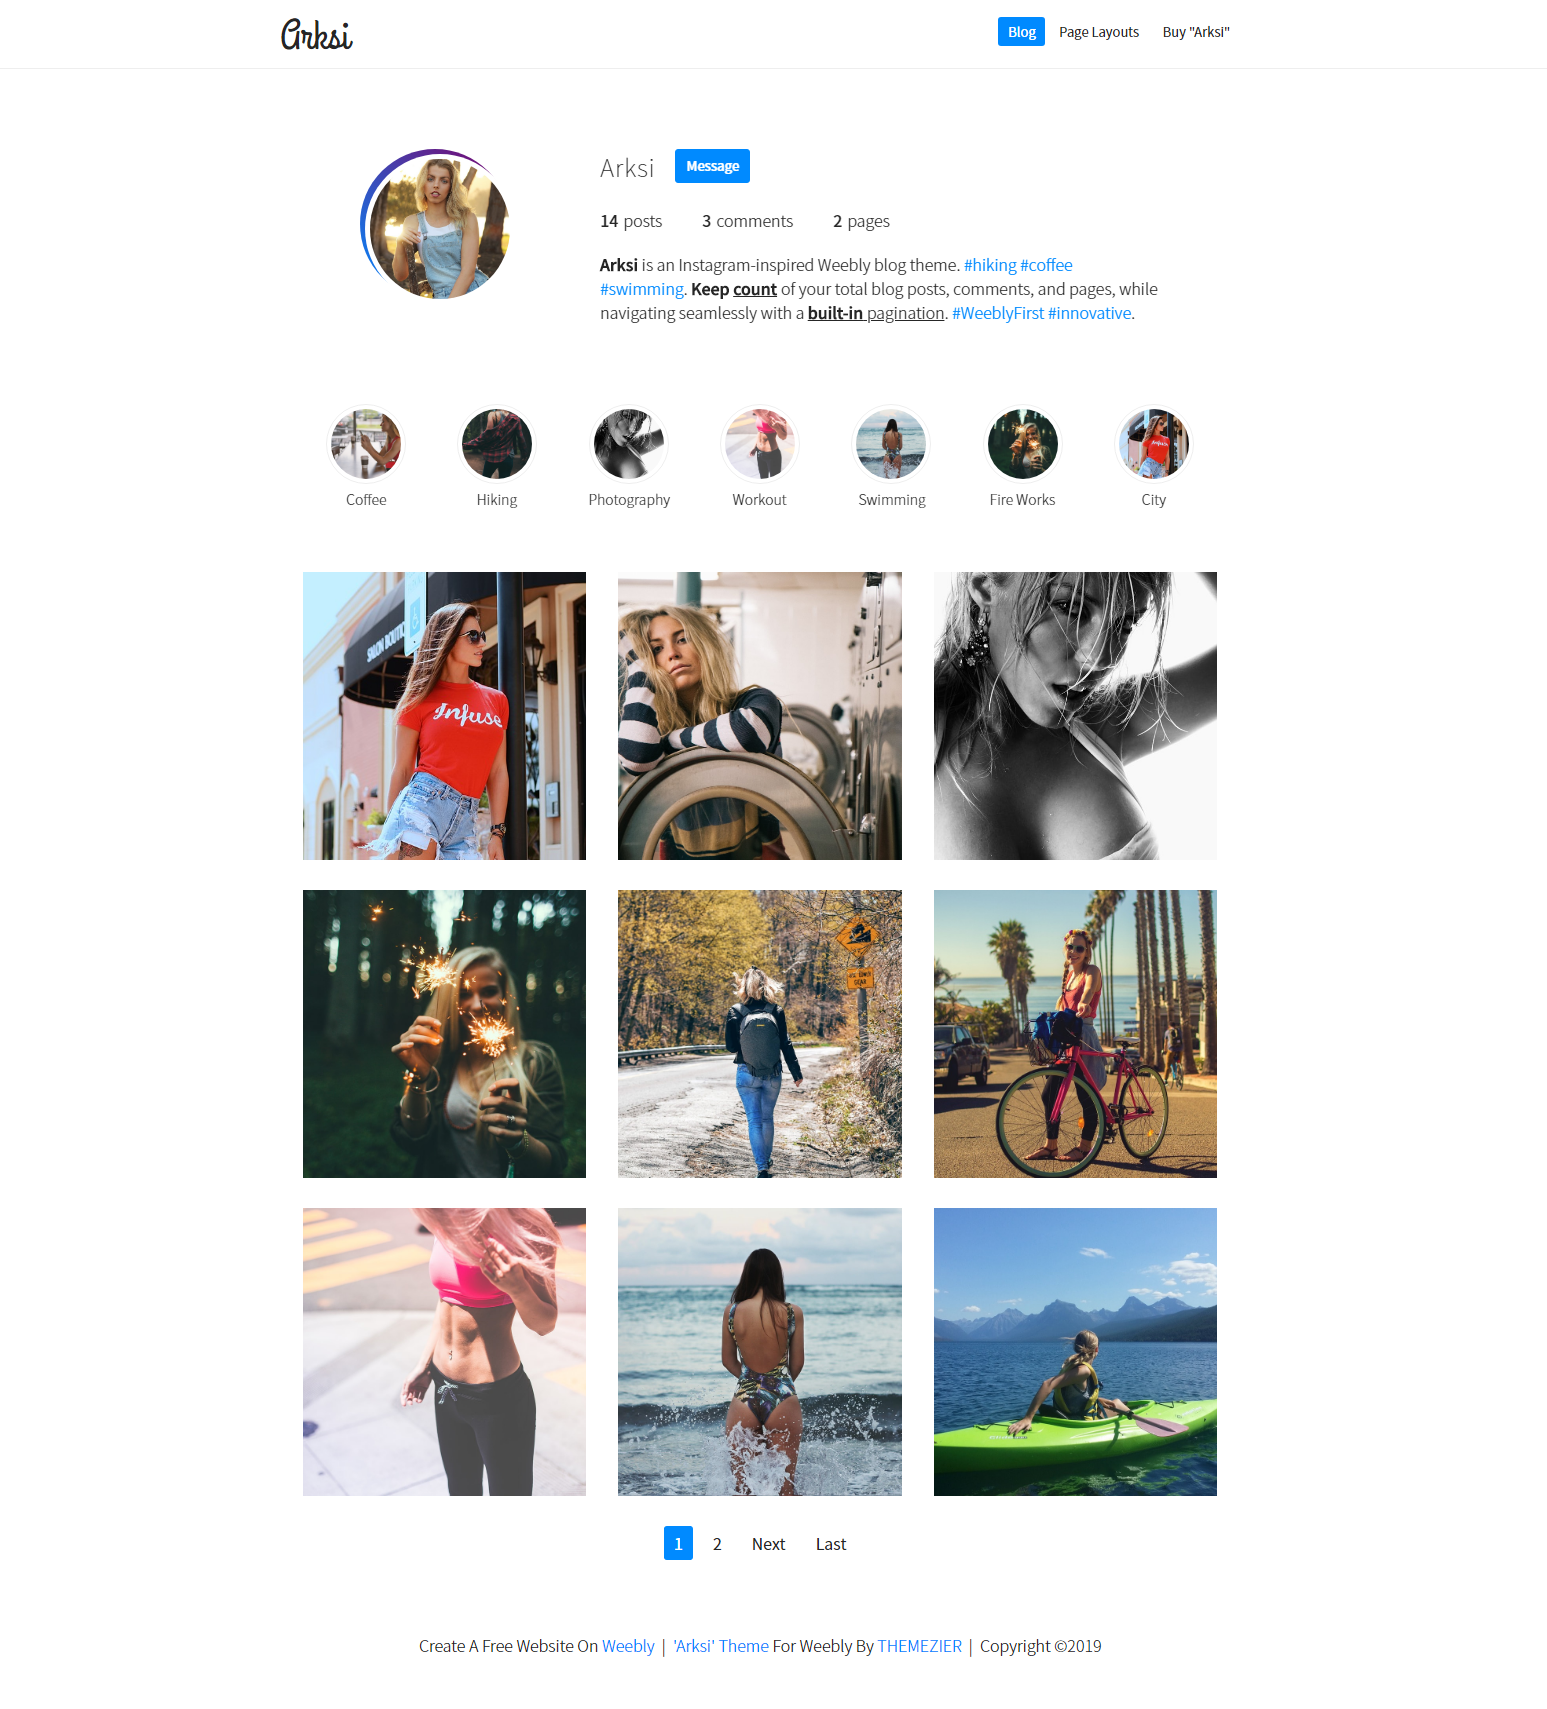 Arksi
Blog Page Layouts Buy "Arksi"
Arksi Message
14 posts 3 comments 2 pages
Arksi is an Instagram-inspired Weebly blog theme. #hiking #coffee
#swimming. Keep count of your total blog posts, comments, and pages, while
navigating seamlessly with a built-in pagination. #WeeblyFirst #innovative.
Coffee Hiking Photography Workout Swimming Fire Works City
SALON
Infuse
GEAR
1 2 Next Last
Create A Free Website On Weebly | 'Arksi' Theme For Weebly By THEMEZIER | Copyright ©2019